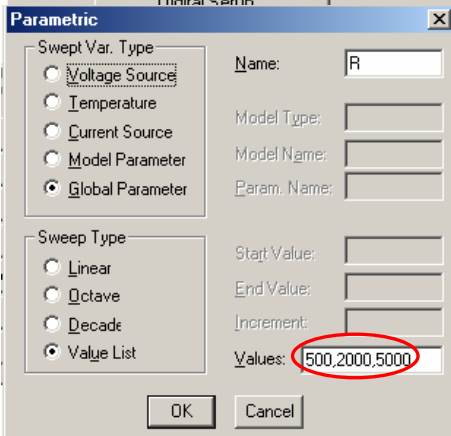 Digital Setup
Parametric
Swept Var. Type
Voltage Source
Temperature
Current Source
Model Parameter
Global Parameter
Name: R
Model Type:
Model Name:
Param. Name:
Sweep Type
Linear
Octave
Decade
Value List
Start Value:
End Value:
Increment:
Values: 500,2000,5000
OK
Cancel